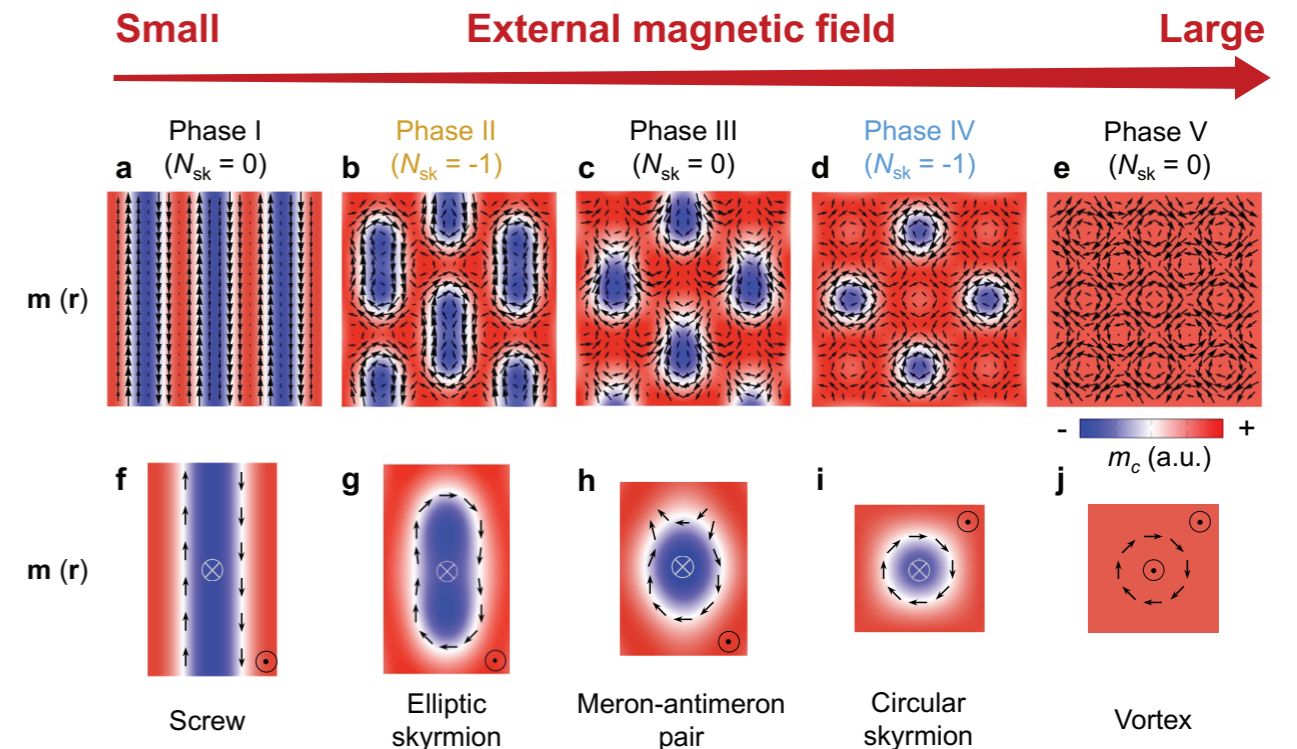 Small External magnetic field Large
Phase I Phase II Phase III Phase IV Phase V
a (Nsk = 0) b (Nsk = -1) c (Nsk = 0) d (Nsk = -1) e (Nsk = 0)
m (r)
- +
mc (a.u.)
f g h i j
m (r)
Screw Elliptic skyrmion Meron-antimeron pair Circular skyrmion Vortex